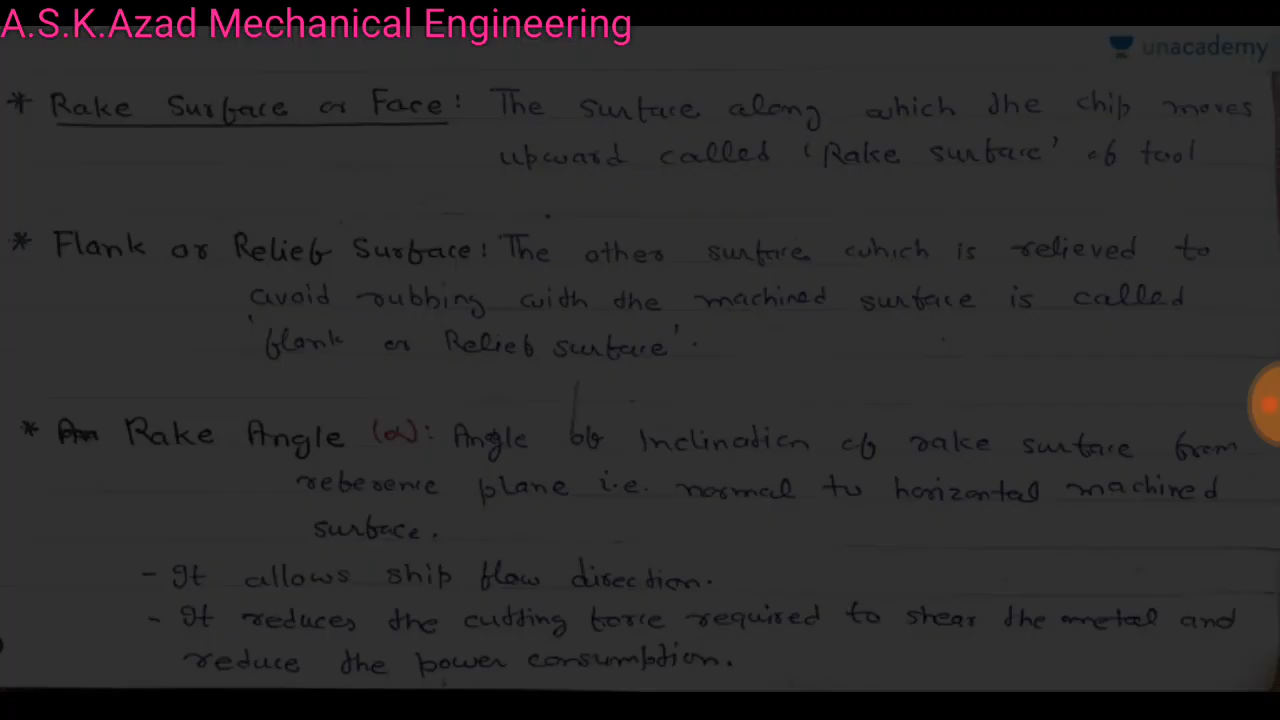 A.S.K.Azad Mechanical Engineering
unacademy
* Rake Surface or Face: The surface along which the chip moves
upward called 'Rake surface' of tool
* Flank or Relief Surface: The other surface which is relieved to
avoid rubbing with the machined surface is called
'flank or Relief surface'.
* Rake Angle (α): Angle of Inclination of rake surface from
reference plane i.e. normal to horizontal machined
surface.
- It allows ship flow direction.
- It reduces the cutting force required to shear the metal and
reduce the power consumption.